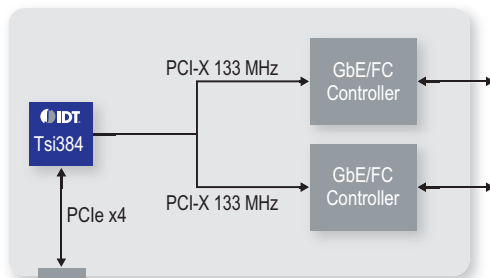 PCI-X 133 MHz
GbE/FC
Controller
IDT
Tsi384
GbE/FC
Controller
PCIe x4
PCI-X 133 MHz